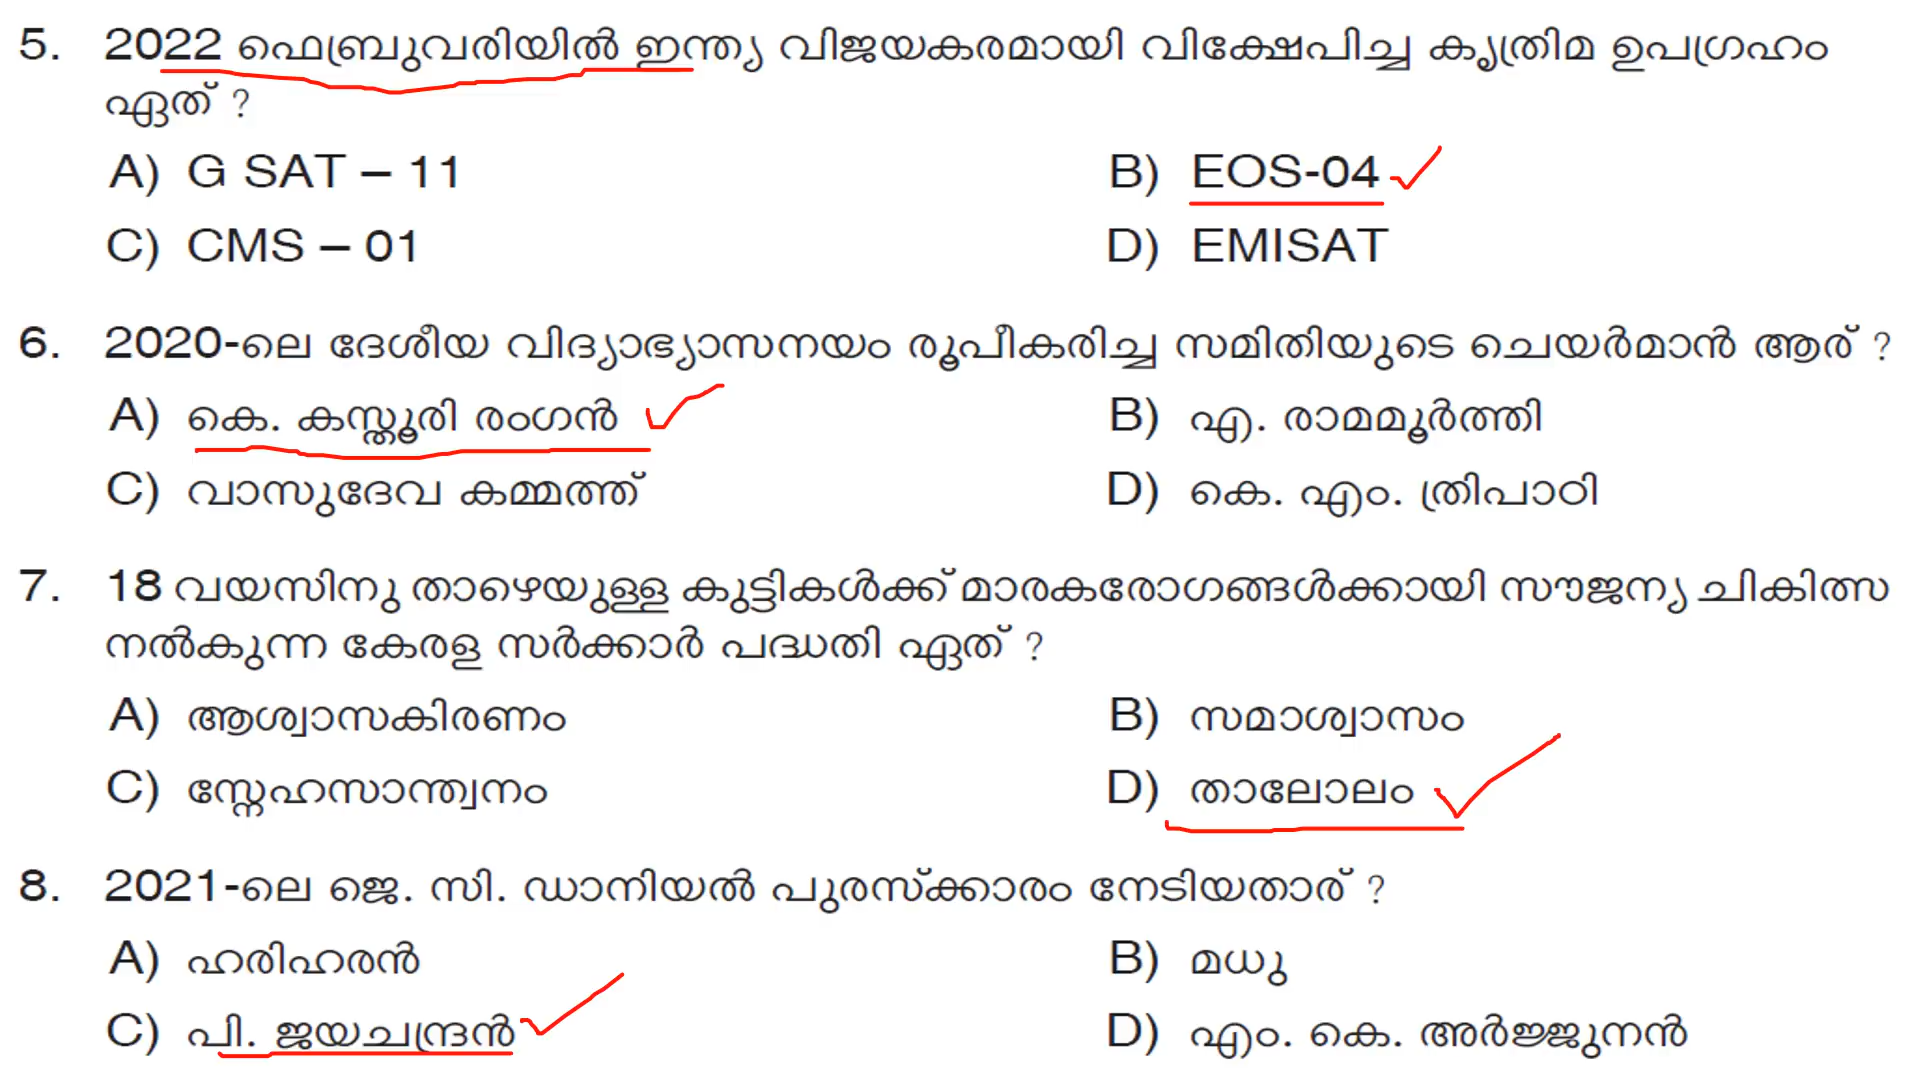 5. 2022 ഫെബ്രുവരിയിൽ ഇന്ത്യ വിജയകരമായി വിക്ഷേപിച്ച കൃത്രിമ ഉപഗ്രഹം
ഏത് ?
A) G SAT – 11 B) EOS-04
C) CMS – 01 D) EMISAT
6. 2020-ലെ ദേശീയ വിദ്യാഭ്യാസനയം രൂപീകരിച്ച സമിതിയുടെ ചെയർമാൻ ആര് ?
A) കെ. കസ്തൂരി രംഗൻ B) എ. രാമമൂർത്തി
C) വാസുദേവ കമ്മത്ത് D) കെ. എം. ത്രിപാഠി
7. 18 വയസിനു താഴെയുള്ള കുട്ടികൾക്ക് മാരകരോഗങ്ങൾക്കായി സൗജന്യ ചികിത്സ
നൽകുന്ന കേരള സർക്കാർ പദ്ധതി ഏത് ?
A) ആശ്വാസകിരണം B) സമാശ്വാസം
C) സ്നേഹസാന്ത്വനം D) താലോലം
8. 2021-ലെ ജെ. സി. ഡാനിയൽ പുരസ്ക്കാരം നേടിയതാര് ?
A) ഹരിഹരൻ B) മധു
C) പി. ജയചന്ദ്രൻ D) എം. കെ. അർജ്ജുനൻ